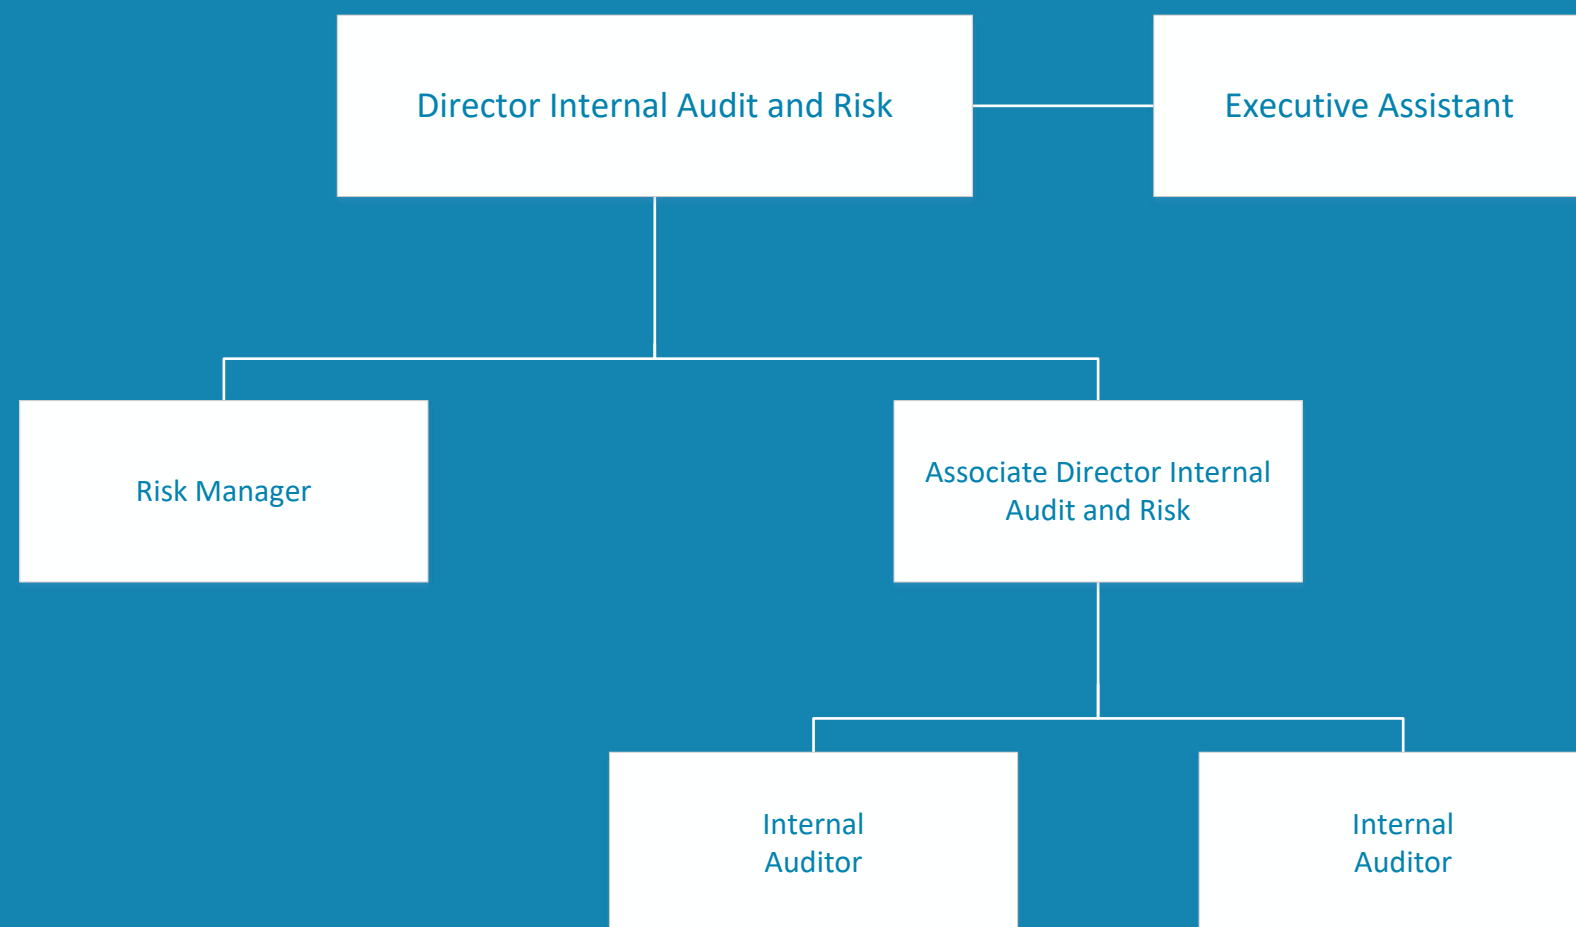 Director Internal Audit and Risk
Executive Assistant
Risk Manager
Associate Director Internal
Audit and Risk
Internal
Auditor
Internal
Auditor